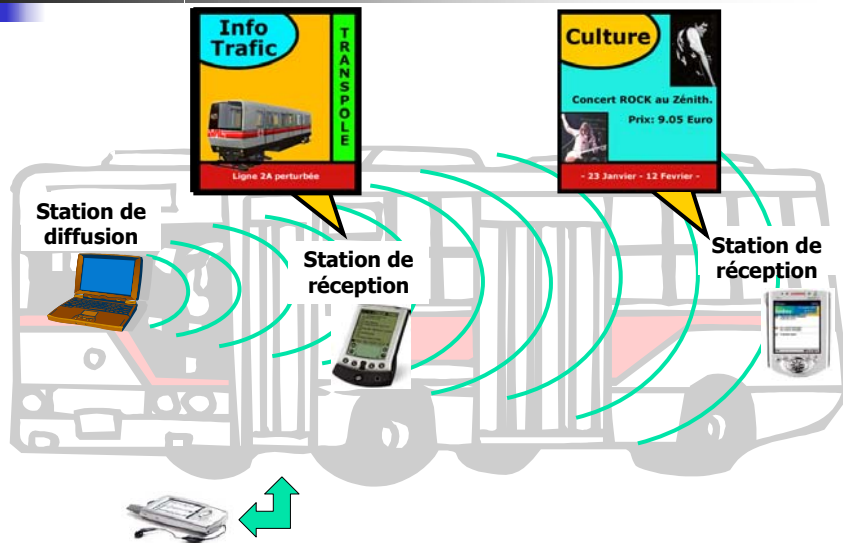 Info
Trafic
TRANSPOLE
Ligne 2A perturbée
Culture
Concert ROCK au Zénith.
Prix: 9.05 Euro
- 23 Janvier - 12 Fevrier -
Station de
diffusion
Station de
réception
Station de
réception